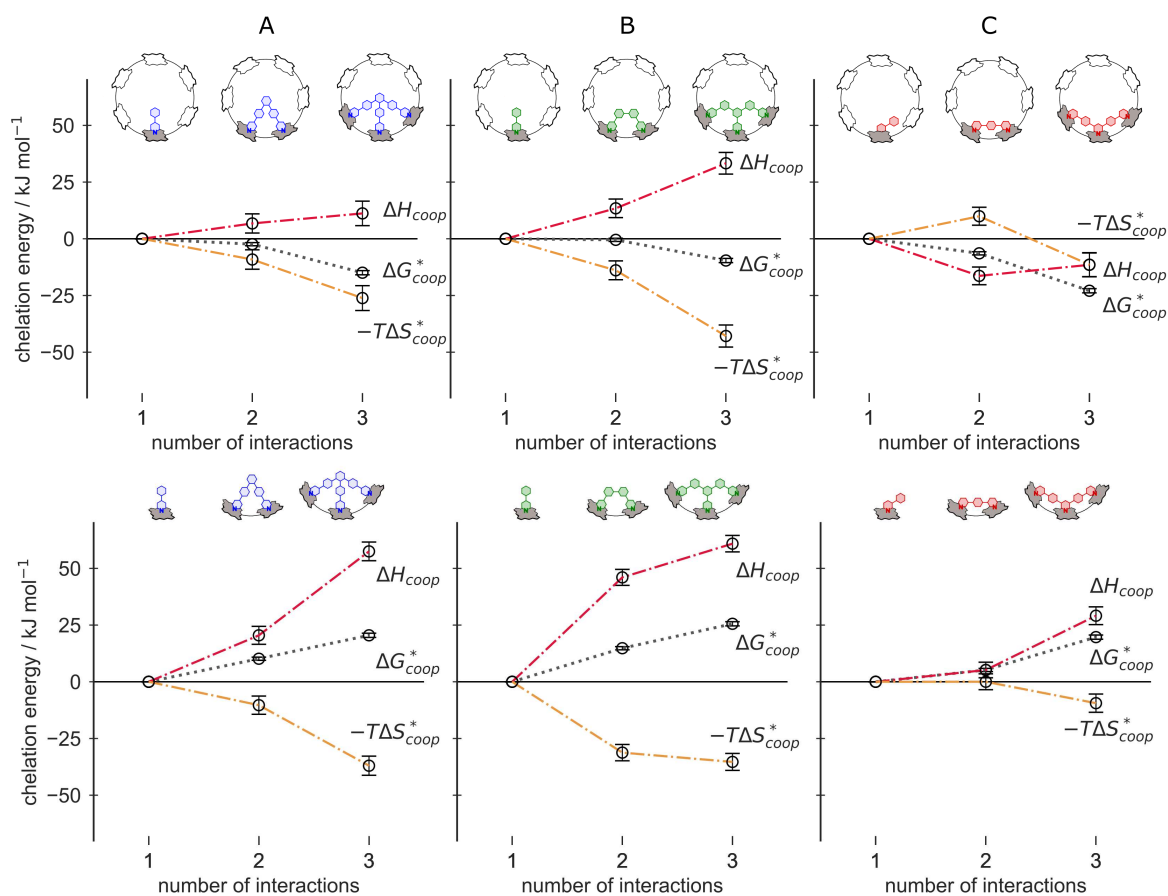 A
B
C
chelation energy / kJ mol⁻¹
50
25
0
−25
−50
N
N N
N N N
N
N N
N N N
N
N N
N N N
ΔH_coop
ΔG*_coop
−TΔS*_coop
ΔH_coop
ΔG*_coop
−TΔS*_coop
−TΔS*_coop
ΔH_coop
ΔG*_coop
1 2 3
1 2 3
1 2 3
number of interactions
number of interactions
number of interactions
chelation energy / kJ mol⁻¹
50
25
0
−25
−50
N
N N
N N N
N
N N
N N N
N
N N
N N N
ΔH_coop
ΔG*_coop
−TΔS*_coop
ΔH_coop
ΔG*_coop
−TΔS*_coop
ΔH_coop
ΔG*_coop
−TΔS*_coop
1 2 3
1 2 3
1 2 3
number of interactions
number of interactions
number of interactions